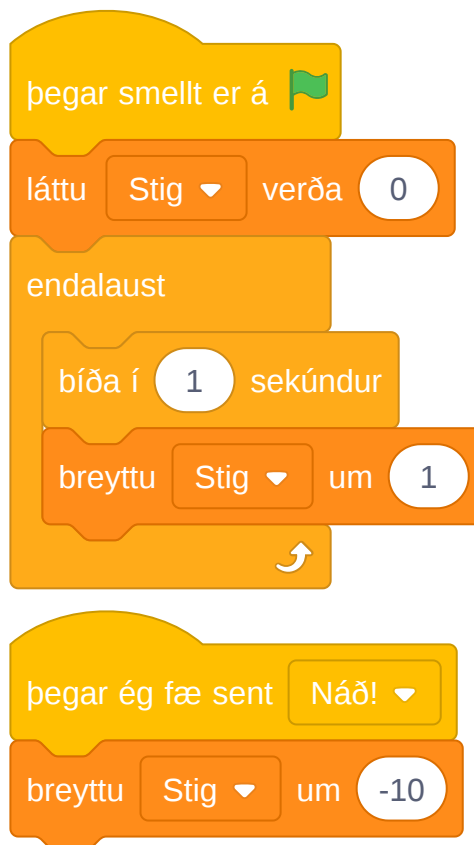 þegar smellt er á
láttu Stig verða 0
endalaust
bíða í 1 sekúndur
breyttu Stig um 1
þegar ég fæ sent Náð!
breyttu Stig um -10